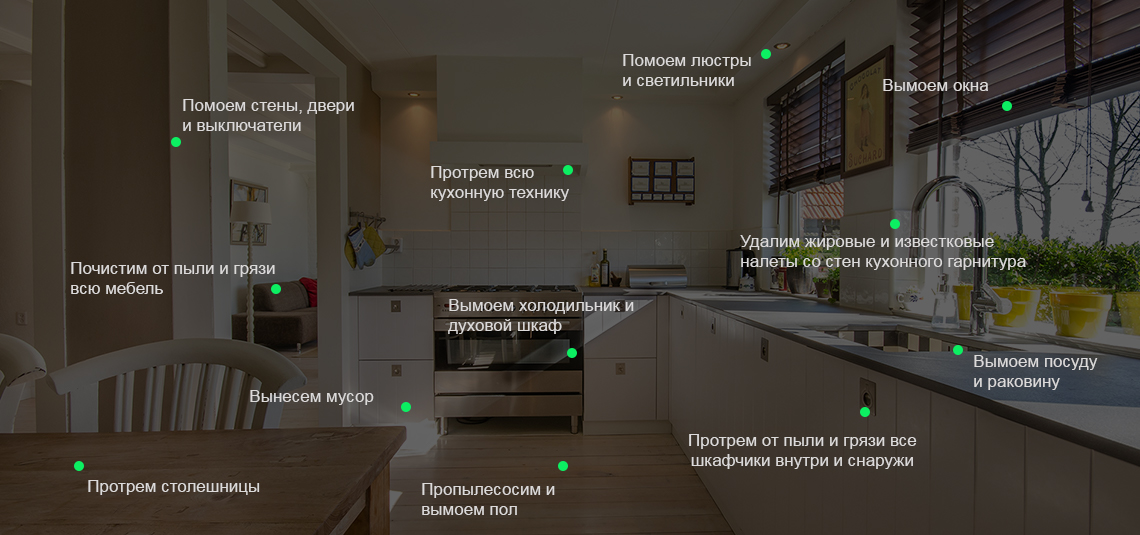 Помоем люстры
и светильники
Вымоем окна
Помоем стены, двери
и выключатели
Протрем всю
кухонную технику
Удалим жировые и известковые
налеты со стен кухонного гарнитура
Почистим от пыли и грязи
всю мебель
Вымоем холодильник и
духовой шкаф
Вымоем посуду
и раковину
Вынесем мусор
Протрем от пыли и грязи все
шкафчики внутри и снаружи
Протрем столешницы
Пропылесосим и
вымоем пол